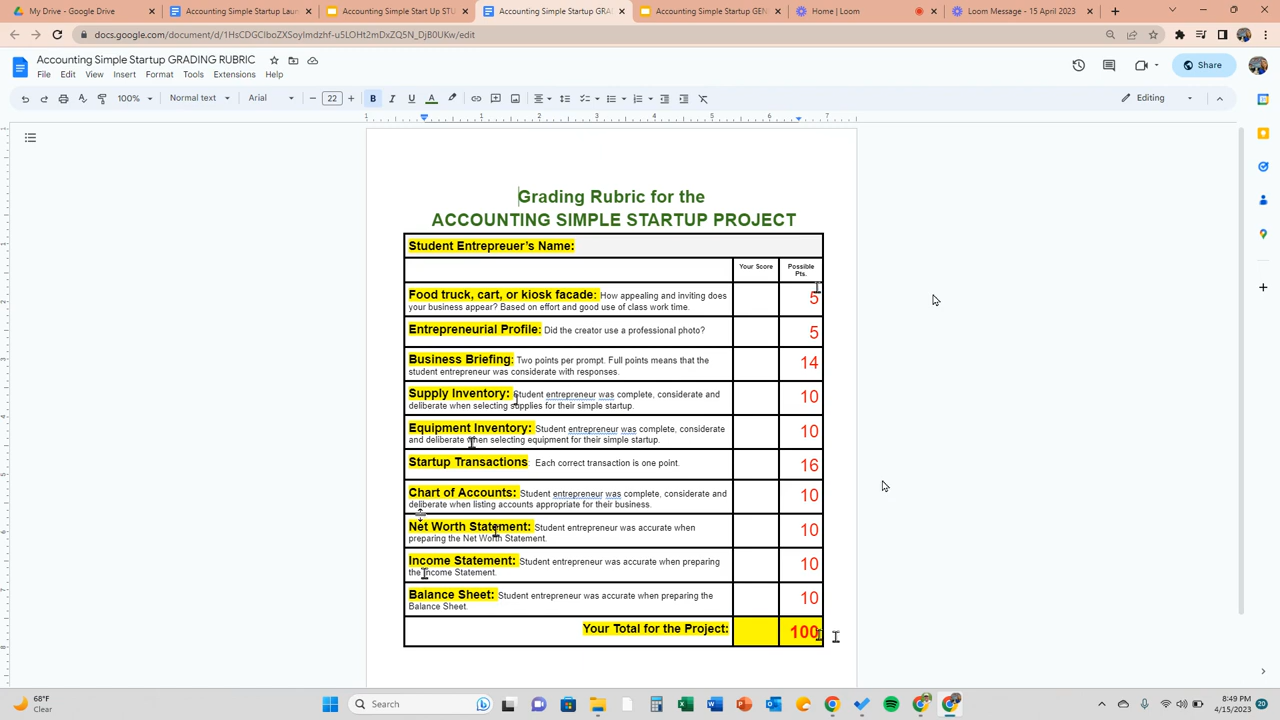 My Drive - Google Drive
Accounting Simple Startup Lau
Accounting Simple Start Up STU
Accounting Simple Startup GRA
Accounting Simple Startup GEN
Home | Loom
Loom Message - 15 April 2023
docs.google.com/document/d/1HsCDGCIboZXSoyImdzhf-u5LOHt2mDxZQ5N_DjB0UKw/edit
Accounting Simple Startup GRADING RUBRIC
File Edit View Insert Format Tools Extensions Help
Share
100% Normal text Arial 22 B I U A Editing
1 1 2 3 4 5 6 7
Grading Rubric for the
ACCOUNTING SIMPLE STARTUP PROJECT
Student Entrepreuer's Name:
Your Score
Possible
Pts.
Food truck, cart, or kiosk facade: How appealing and inviting does
your business appear? Based on effort and good use of class work time.
5
Entrepreneurial Profile: Did the creator use a professional photo?
5
Business Briefing: Two points per prompt. Full points means that the
student entrepreneur was considerate with responses.
14
Supply Inventory: Student entrepreneur was complete, considerate and
deliberate when selecting supplies for their simple startup.
10
Equipment Inventory: Student entrepreneur was complete, considerate
and deliberate when selecting equipment for their simple startup.
10
Startup Transactions Each correct transaction is one point.
16
Chart of Accounts: Student entrepreneur was complete, considerate and
deliberate when listing accounts appropriate for their business.
10
Net Worth Statement: Student entrepreneur was accurate when
preparing the Net Worth Statement.
10
Income Statement: Student entrepreneur was accurate when preparing
the Income Statement.
10
Balance Sheet: Student entrepreneur was accurate when preparing the
Balance Sheet.
10
Your Total for the Project:
100
68°F
Clear
Search
8:49 PM
4/15/2023